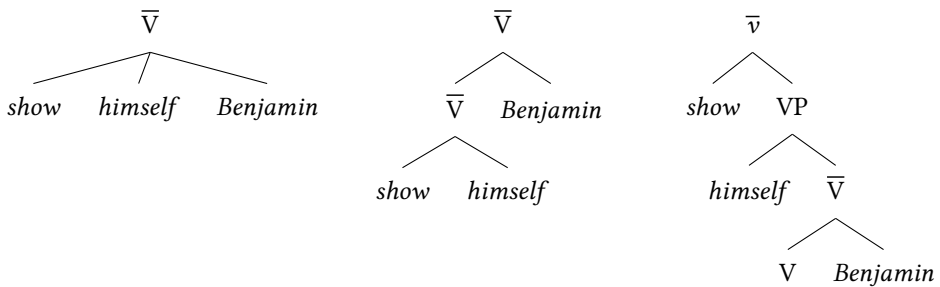 V̅ V̅ v̅
show himself Benjamin V̅ Benjamin show VP
show himself himself V̅
V Benjamin